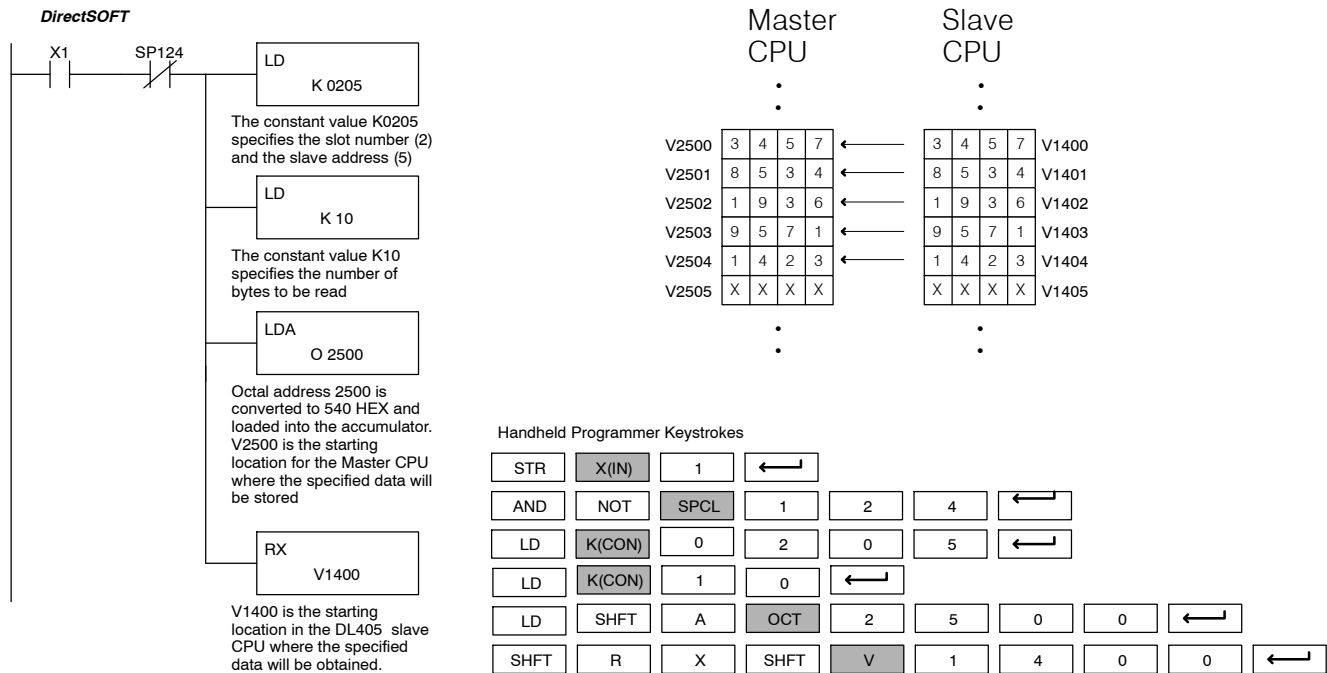 DirectSOFT
X1
SP124
LD
K 0205
The constant value K0205
specifies the slot number (2)
and the slave address (5)
LD
K 10
The constant value K10
specifies the number of
bytes to be read
LDA
O 2500
Octal address 2500 is
converted to 540 HEX and
loaded into the accumulator.
V2500 is the starting
location for the Master CPU
where the specified data will
be stored
RX
V1400
V1400 is the starting
location in the DL405 slave
CPU where the specified
data will be obtained.
Master CPU
Slave CPU
V2500 3 4 5 7 3 4 5 7 V1400
V2501 8 5 3 4 8 5 3 4 V1401
V2502 1 9 3 6 1 9 3 6 V1402
V2503 9 5 7 1 9 5 7 1 V1403
V2504 1 4 2 3 1 4 2 3 V1404
V2505 X X X X X X X X V1405
Handheld Programmer Keystrokes
STR X(IN) 1
AND NOT SPCL 1 2 4
LD K(CON) 0 2 0 5
LD K(CON) 1 0
LD SHFT A OCT 2 5 0 0
SHFT R X SHFT V 1 4 0 0